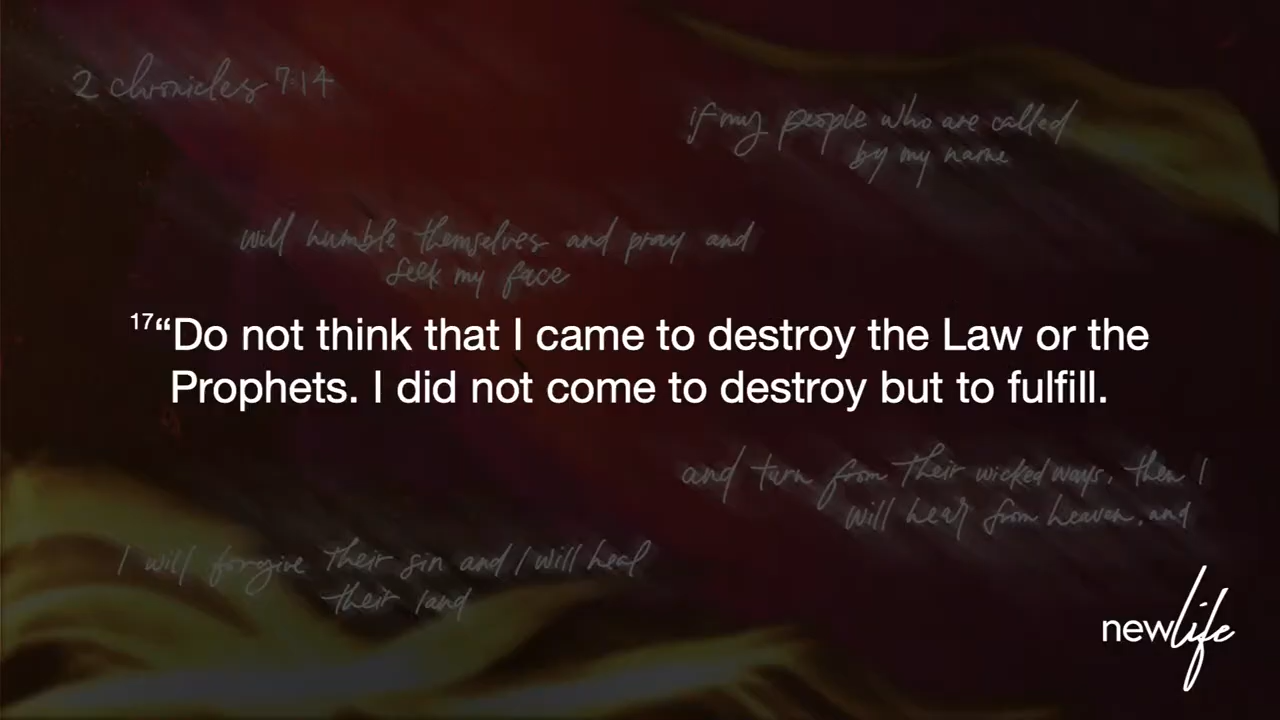 2 chronicles 7:14
if my people who are called
by my name
will humble themselves and pray and
seek my face
¹⁷“Do not think that I came to destroy the Law or the
Prophets. I did not come to destroy but to fulfill.
and turn from their wicked ways, then I
will hear from heaven, and
I will forgive their sin and I will heal
their land
newlife